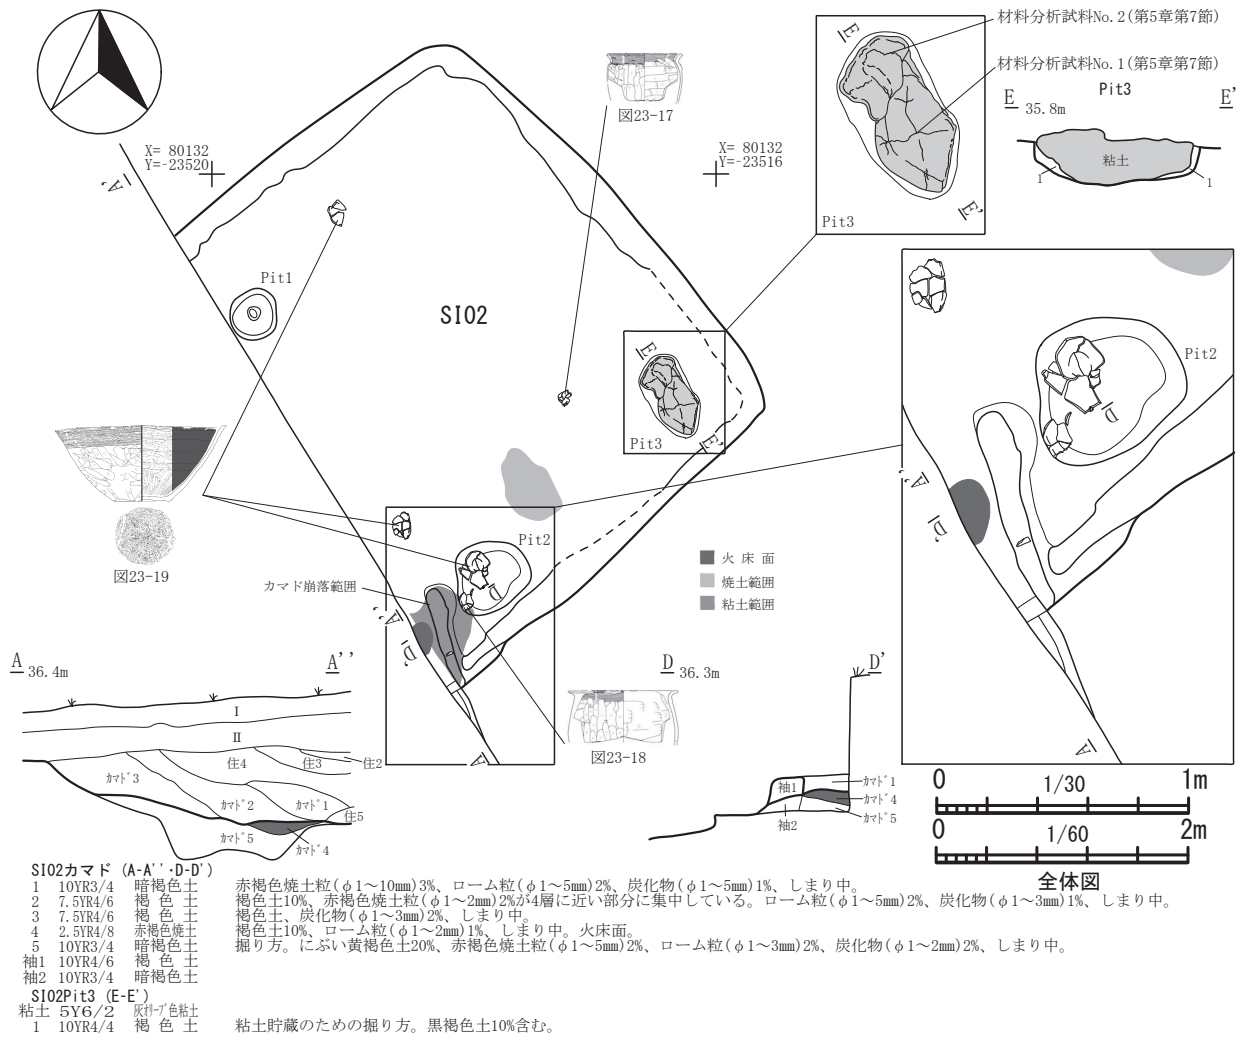 材料分析試料No.2(第5章第7節)
材料分析試料No.1(第5章第7節)
Pit3
E 35.8m
E'
粘土
1
1
E
E'
Pit3
図23-17
X= 80132
Y=-23520
X= 80132
Y=-23516
A'
Pit1
SI02
E
Pit3
E'
Pit2
D
A''
D'
A
図23-19
カマド崩落範囲
Pit2
D
A''
D'
A
火 床 面
焼土範囲
粘土範囲
図23-18
A 36.4m
A''
I
II
住4
住3
住2
カマド3
カマド2
カマド1
住5
カマド5
カマド4
D 36.3m
D'
袖1
袖2
カマド1
カマド4
カマド5
0 1/30 1m
0 1/60 2m
全体図
SI02カマド (A-A''・D-D')
1 10YR3/4 暗褐色土 赤褐色焼土粒(φ1～10mm)3%、ローム粒(φ1～5mm)2%、炭化物(φ1～5mm)1%、しまり中。
2 7.5YR4/6 褐 色 土 褐色土10%、赤褐色焼土粒(φ1～2mm)2%が4層に近い部分に集中している。ローム粒(φ1～5mm)2%、炭化物(φ1～3mm)1%、しまり中。
3 7.5YR4/6 褐 色 土 褐色土、炭化物(φ1～3mm)2%、しまり中。
4 2.5YR4/8 赤褐色焼土 褐色土10%、ローム粒(φ1～2mm)1%、しまり中。火床面。
5 10YR3/4 暗褐色土 掘り方。にぶい黄褐色土20%、赤褐色焼土粒(φ1～5mm)2%、ローム粒(φ1～3mm)2%、炭化物(φ1～2mm)2%、しまり中。
袖1 10YR4/6 褐 色 土
袖2 10YR3/4 暗褐色土
SI02Pit3 (E-E')
粘土 5Y6/2 灰ｵﾘｰﾌﾞ色粘土
1 10YR4/4 褐 色 土 粘土貯蔵のための掘り方。黒褐色土10%含む。